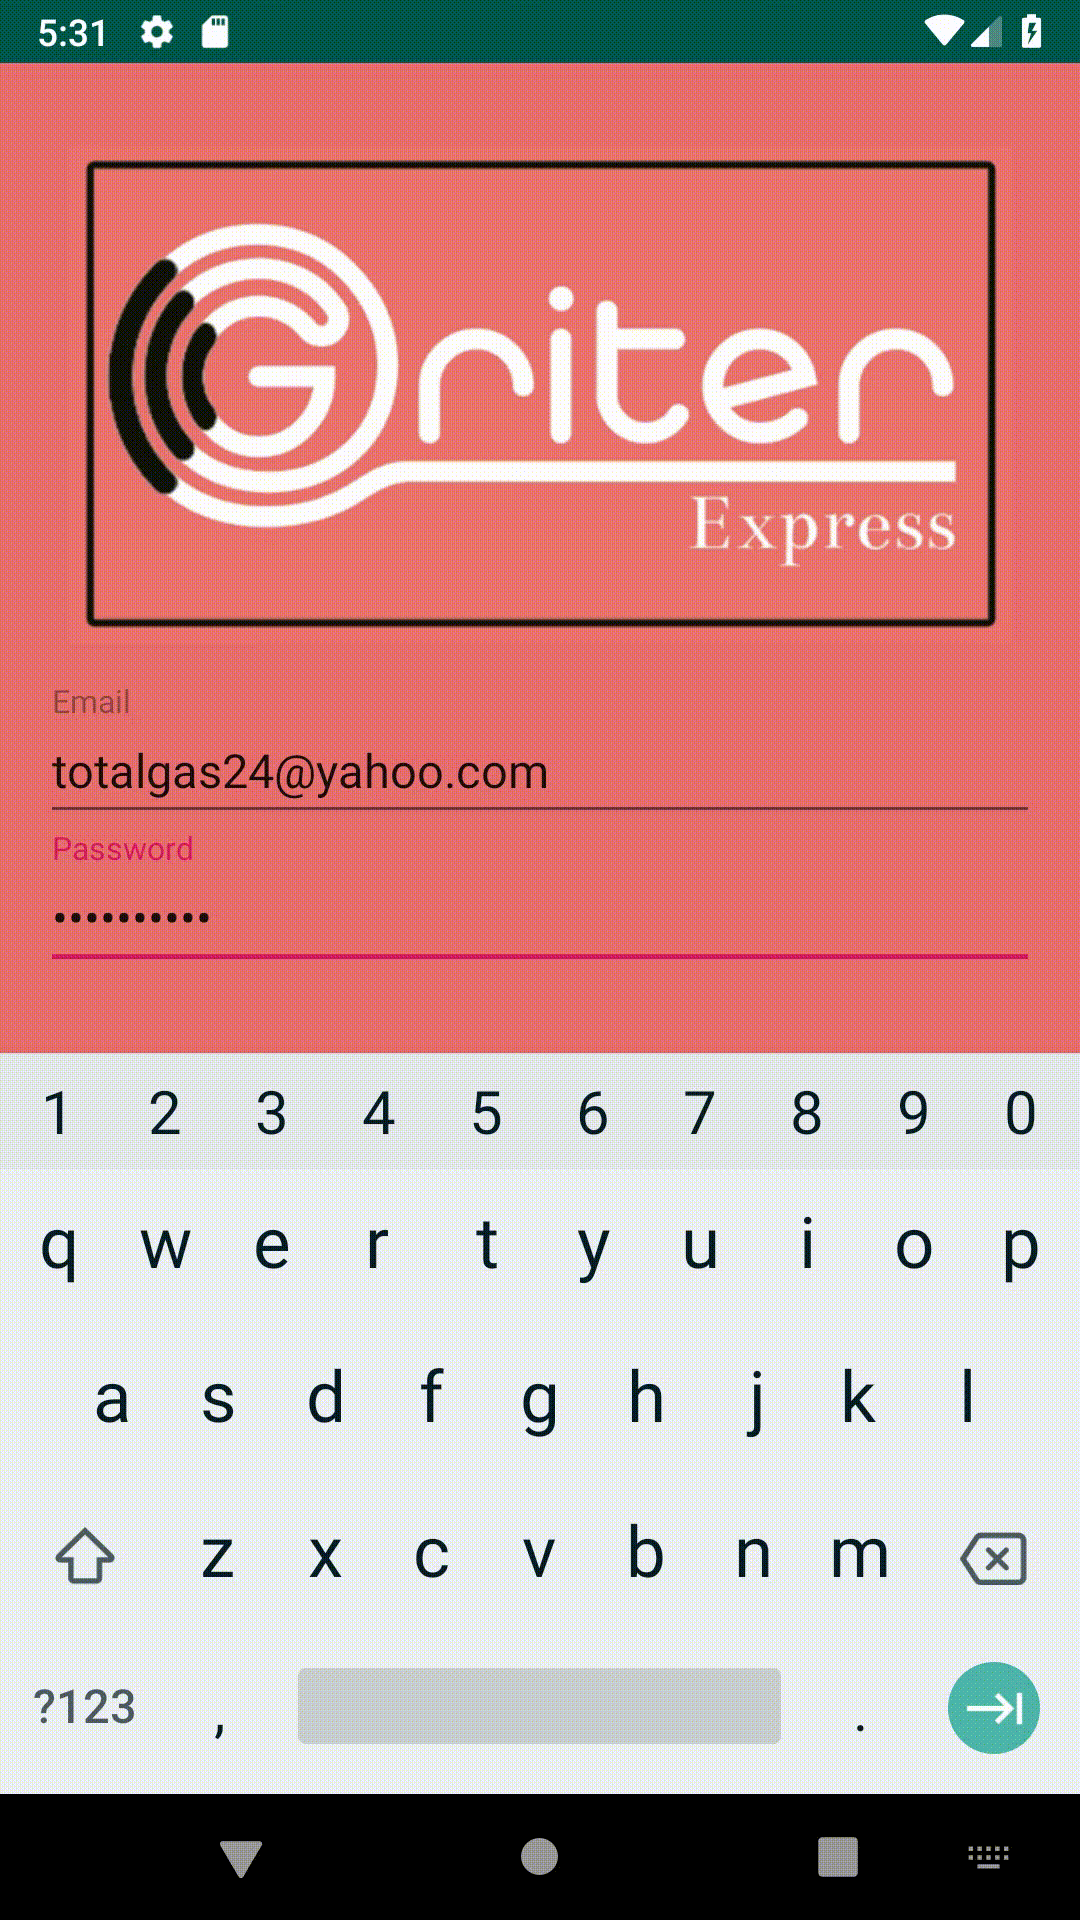 5:31
Griter
Express
Email
totalgas24@yahoo.com
Password
••••••••••
1 2 3 4 5 6 7 8 9 0
q w e r t y u i o p
a s d f g h j k l
z x c v b n m
?123 , .